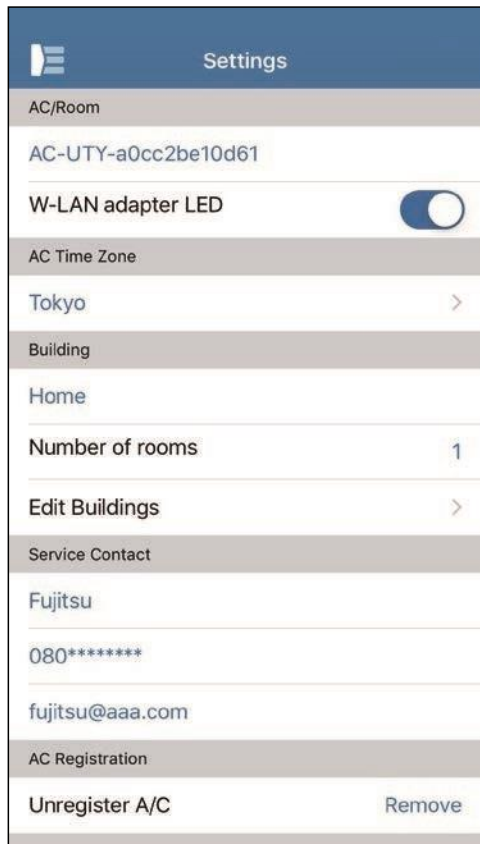 Settings
AC/Room
AC-UTY-a0cc2be10d61
W-LAN adapter LED
AC Time Zone
Tokyo
Building
Home
Number of rooms 1
Edit Buildings
Service Contact
Fujitsu
080********
fujitsu@aaa.com
AC Registration
Unregister A/C Remove